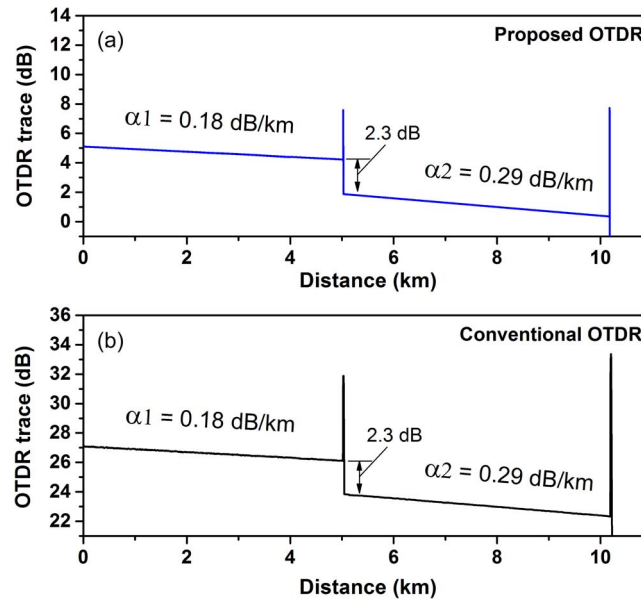 14
(a)
Proposed OTDR
12
10
8
6
4
2
0
OTDR trace (dB)
α1 = 0.18 dB/km
2.3 dB
α2 = 0.29 dB/km
0 2 4 6 8 10
Distance (km)
36
(b)
Conventional OTDR
34
32
30
28
26
24
22
OTDR trace (dB)
α1 = 0.18 dB/km
2.3 dB
α2 = 0.29 dB/km
0 2 4 6 8 10
Distance (km)